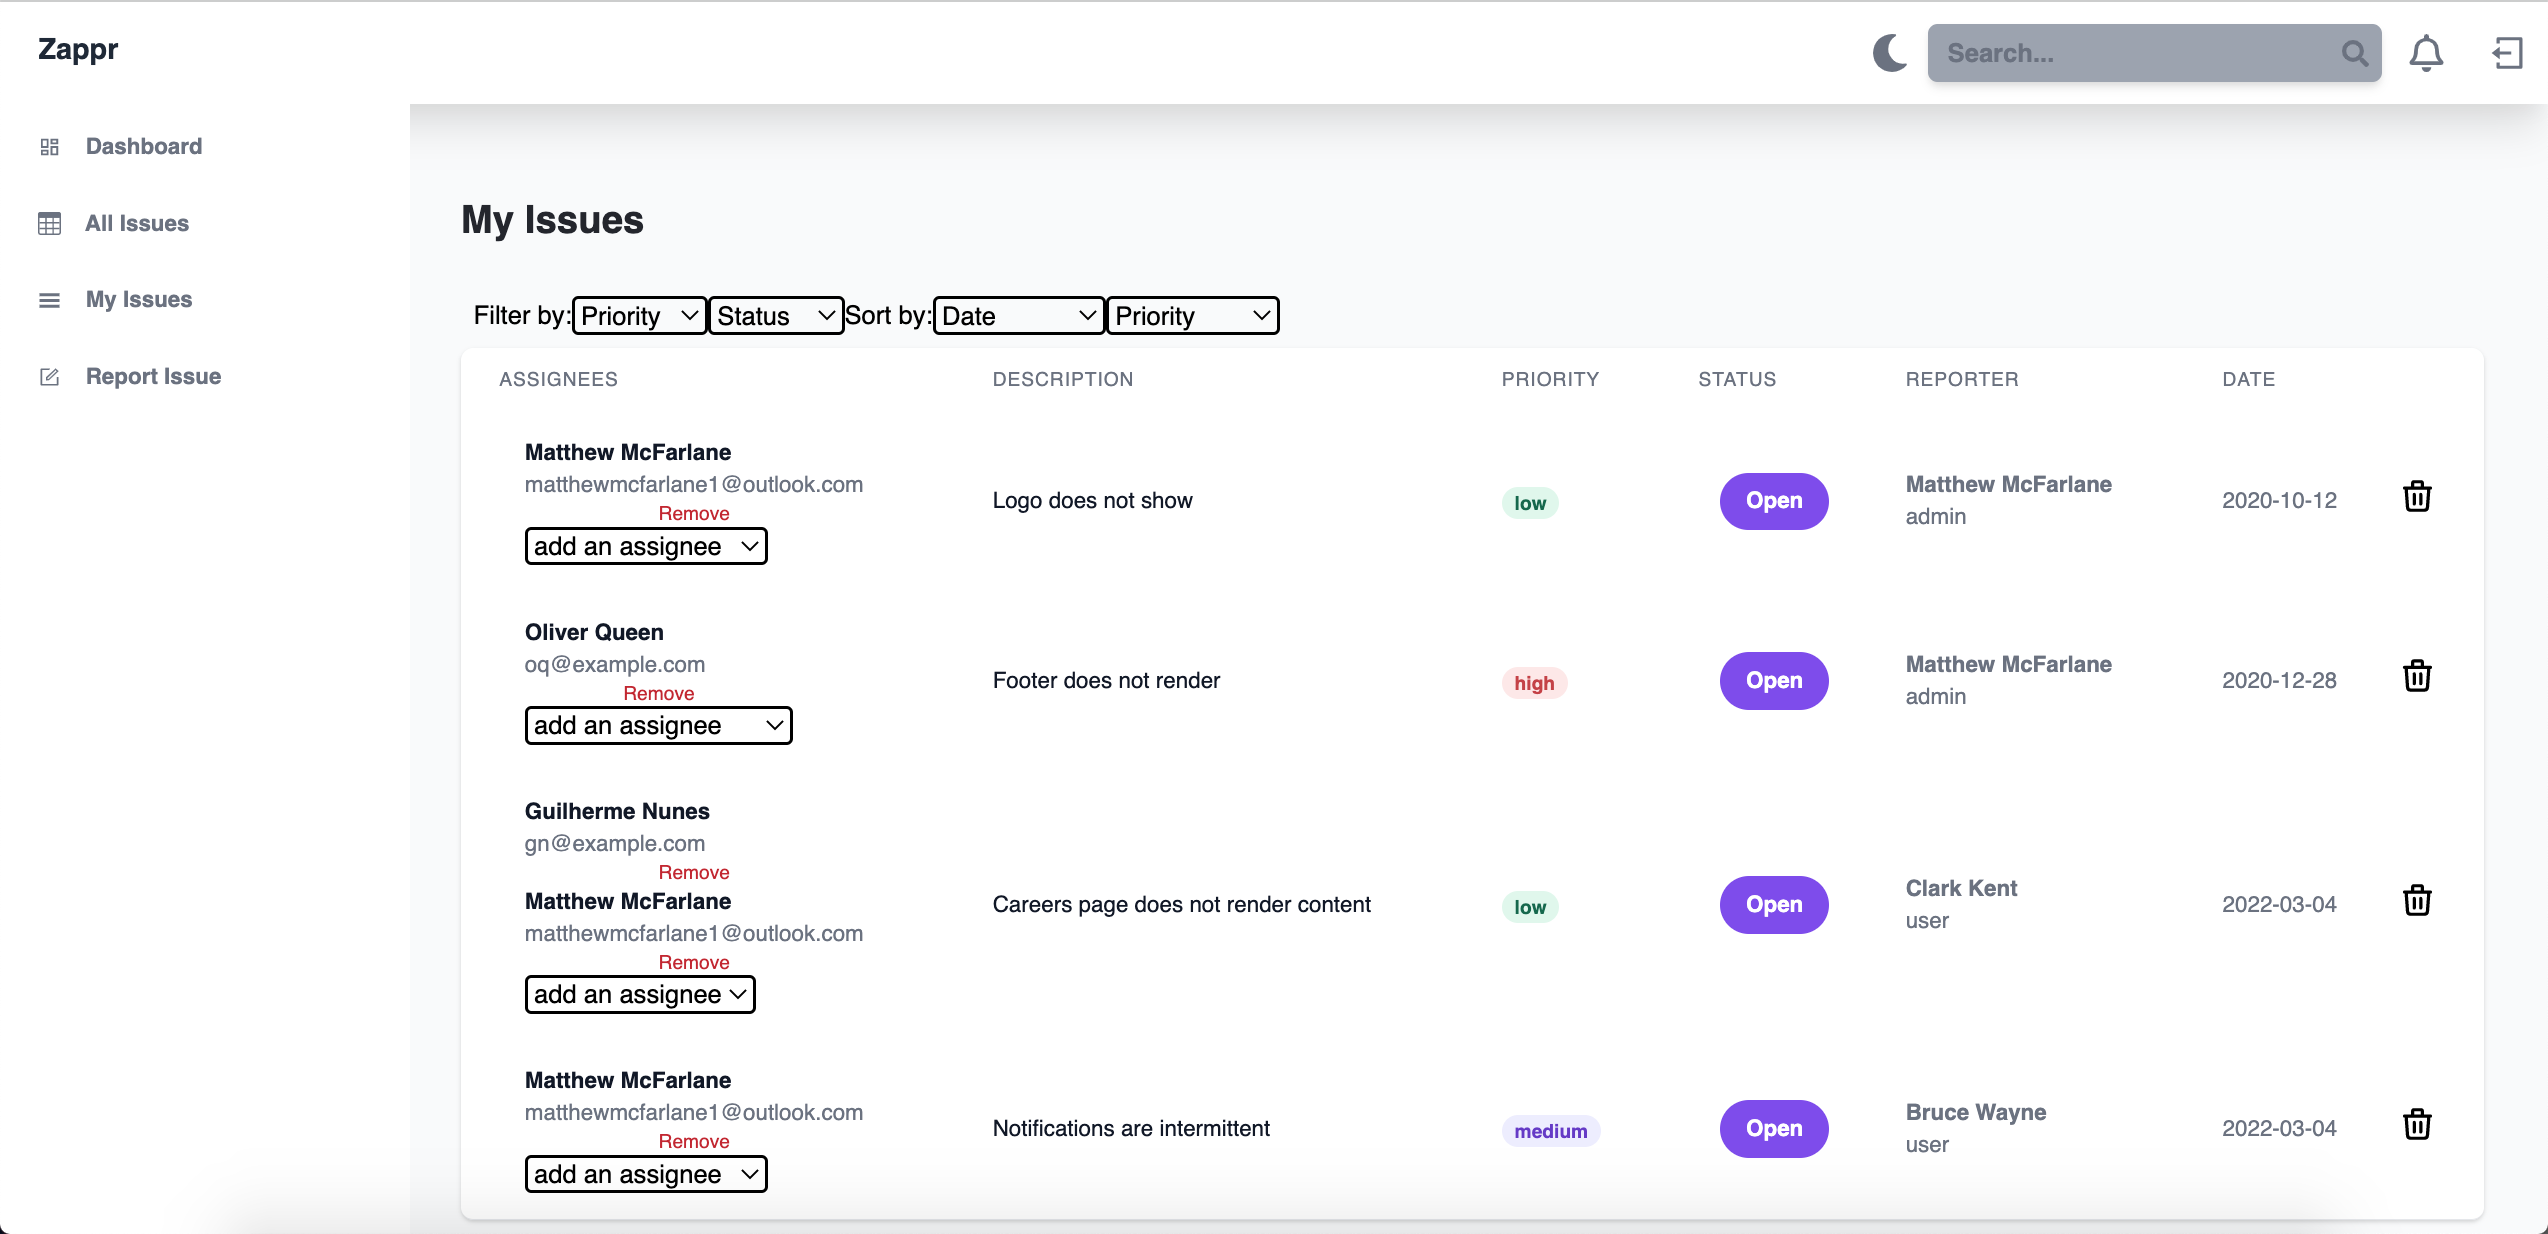 Zappr
Search...
Dashboard
All Issues
My Issues
Report Issue
My Issues
Filter by: Priority Status Sort by: Date Priority
ASSIGNEES DESCRIPTION PRIORITY STATUS REPORTER DATE
Matthew McFarlane
matthewmcfarlane1@outlook.com
Remove
add an assignee
Logo does not show
low
Open
Matthew McFarlane
admin
2020-10-12
Oliver Queen
oq@example.com
Remove
add an assignee
Footer does not render
high
Open
Matthew McFarlane
admin
2020-12-28
Guilherme Nunes
gn@example.com
Remove
Matthew McFarlane
matthewmcfarlane1@outlook.com
Remove
add an assignee
Careers page does not render content
low
Open
Clark Kent
user
2022-03-04
Matthew McFarlane
matthewmcfarlane1@outlook.com
Remove
add an assignee
Notifications are intermittent
medium
Open
Bruce Wayne
user
2022-03-04